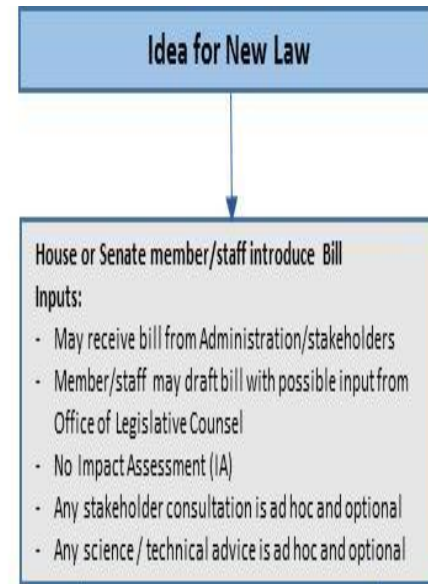 Idea for New Law
House or Senate member/staff introduce Bill
Inputs:
- May receive bill from Administration/stakeholders
- Member/staff may draft bill with possible input from
Office of Legislative Counsel
- No Impact Assessment (IA)
- Any stakeholder consultation is ad hoc and optional
- Any science / technical advice is ad hoc and optional